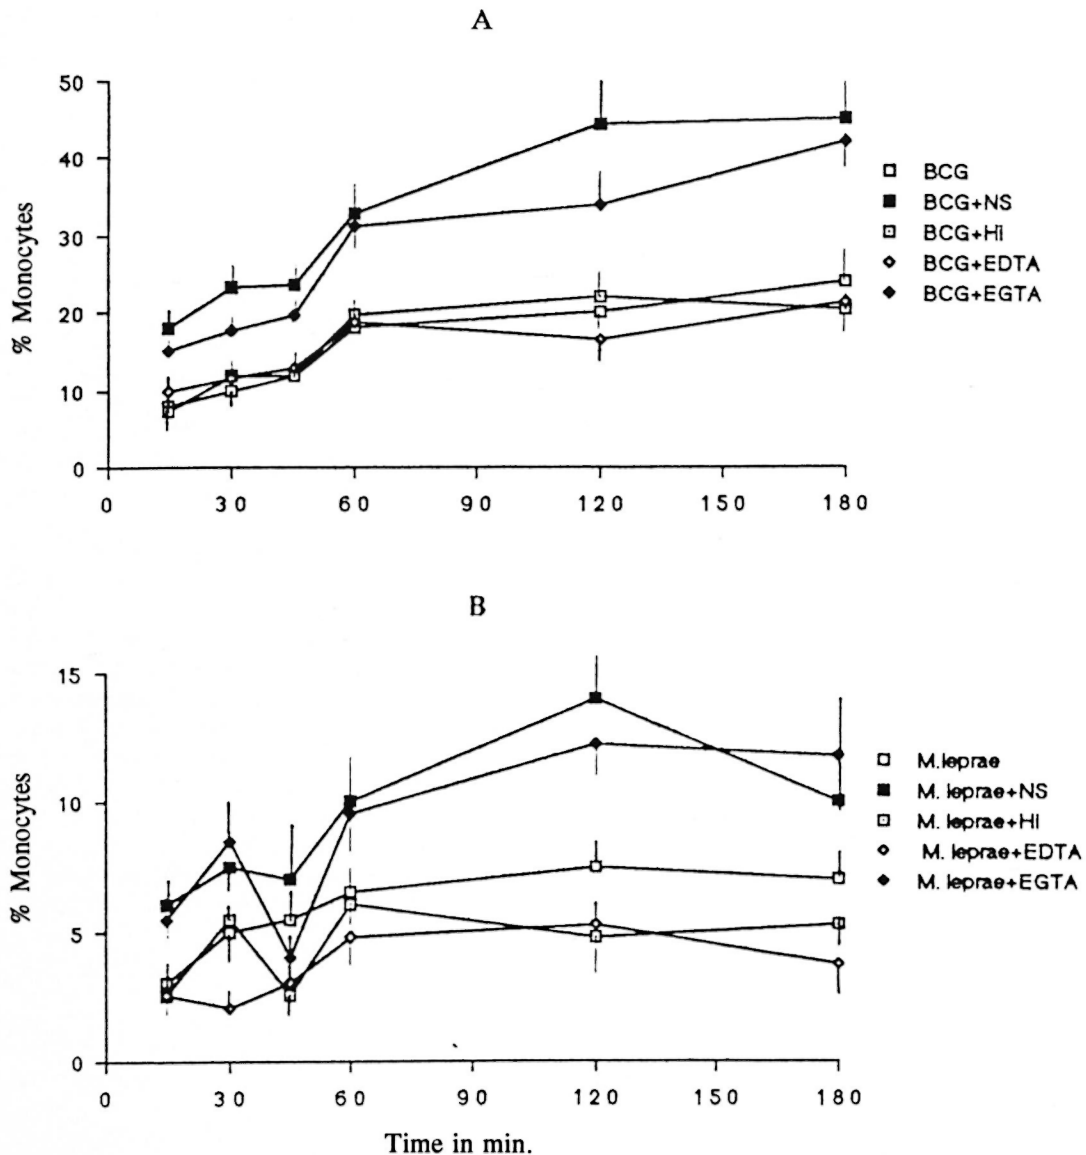 A
50
40
30
20
10
0
% Monocytes
0 30 60 90 120 150 180
BCG
BCG+NS
BCG+HI
BCG+EDTA
BCG+EGTA
B
15
10
5
0
% Monocytes
0 30 60 90 120 150 180
M.leprae
M. leprae+NS
M. leprae+HI
M. leprae+EDTA
M. leprae+EGTA
Time in min.